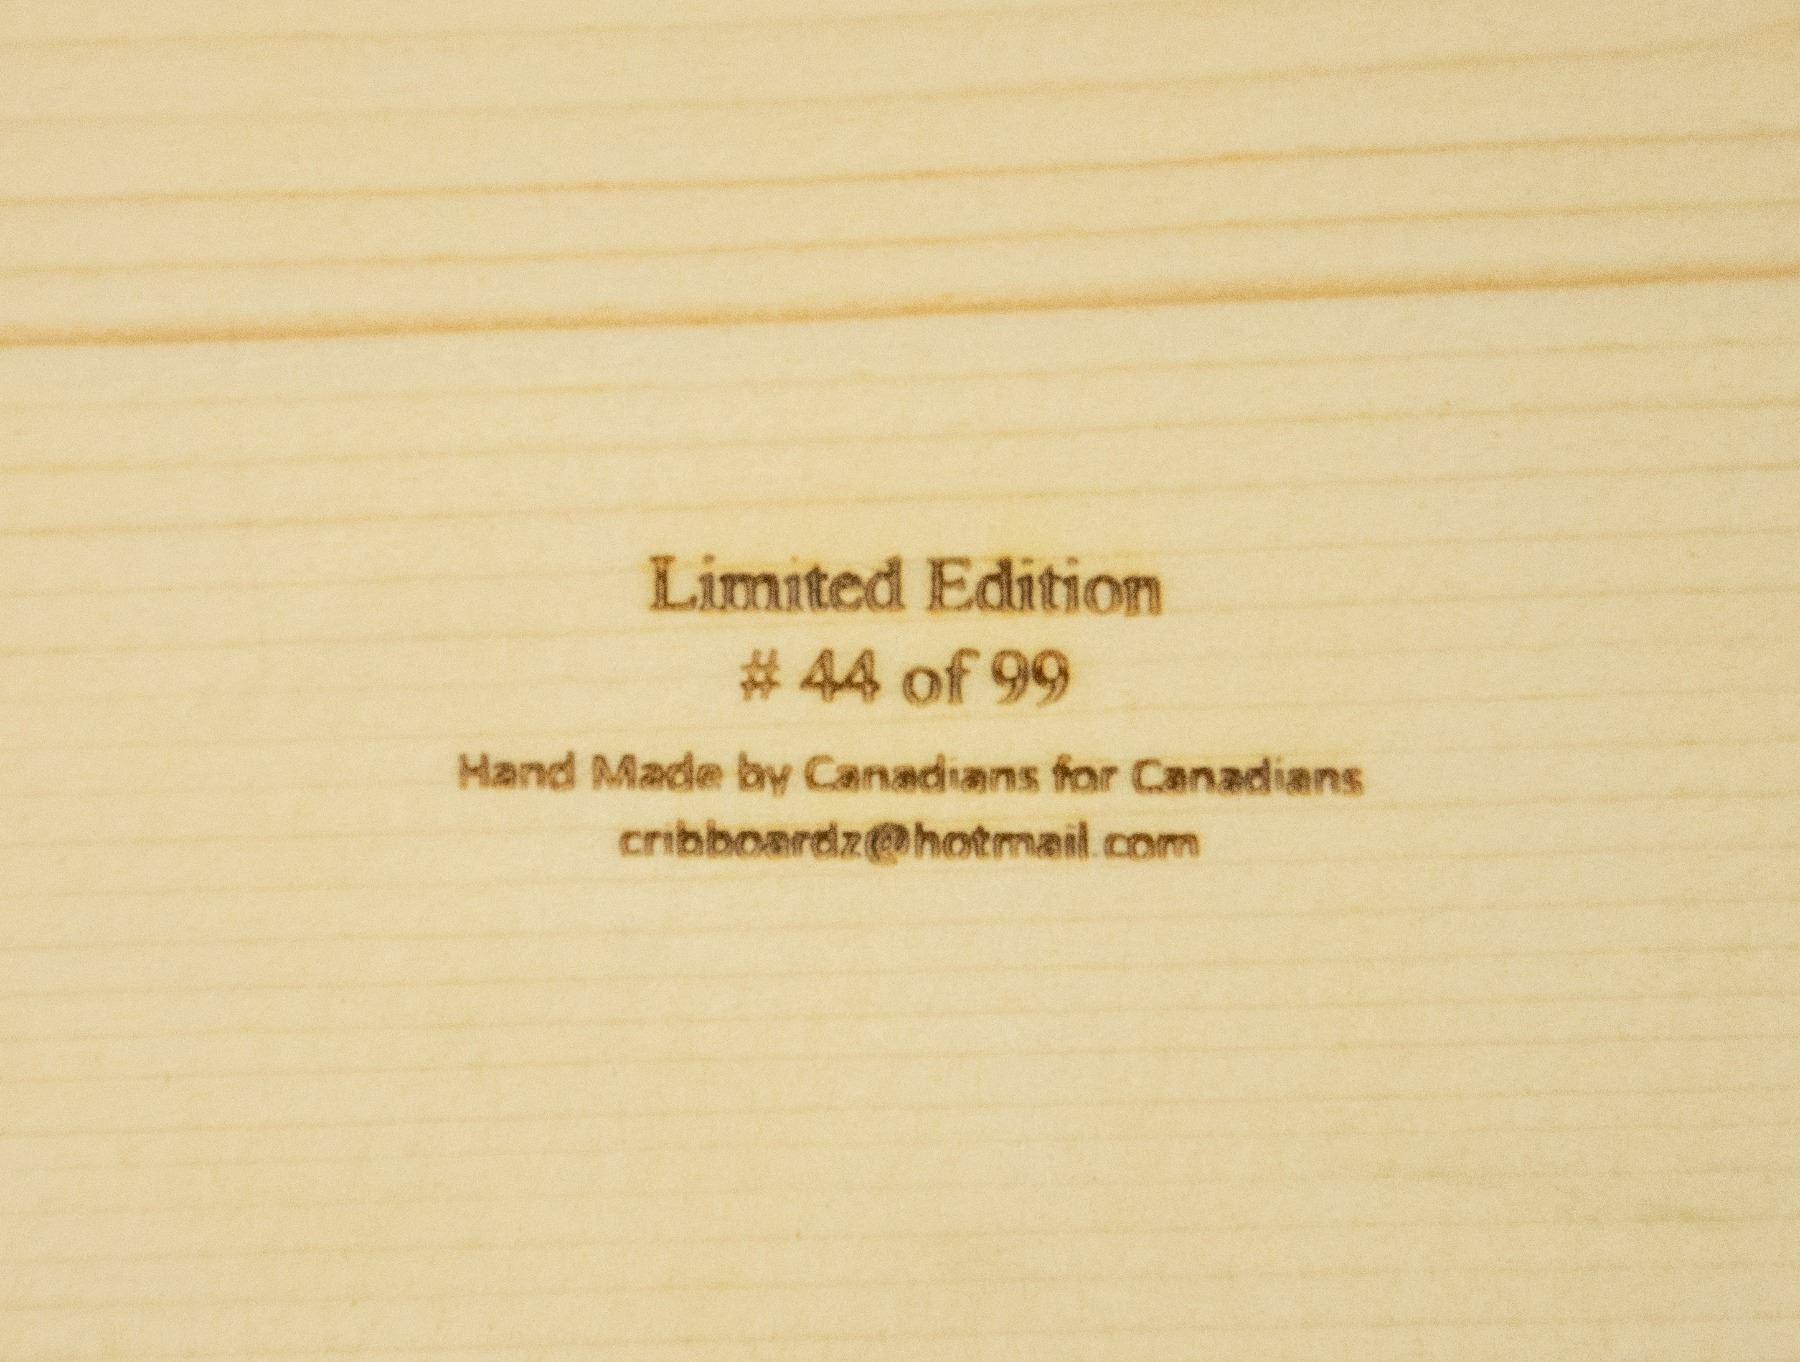 Limited Edition
# 44 of 99
Hand Made by Canadians for Canadians
cribboardz@hotmail.com